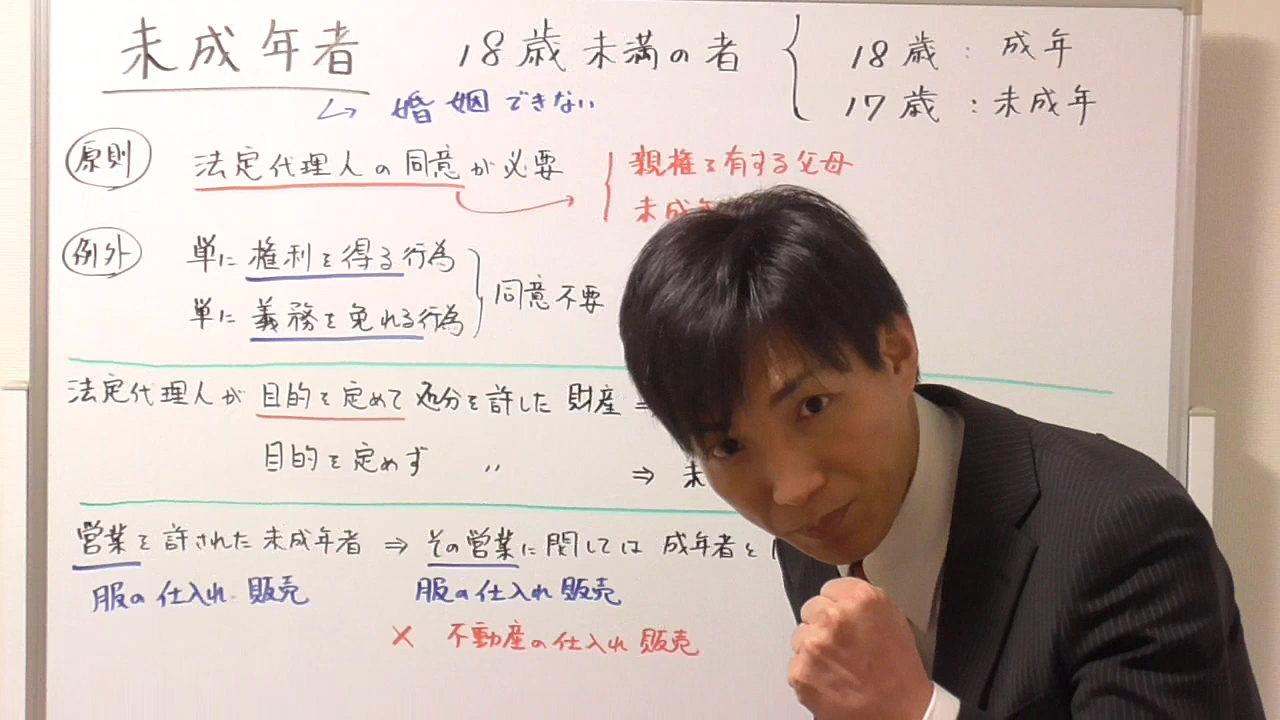 未成年者 18歳未満の者 { 18歳 : 成年
17歳 : 未成年
↳ 婚姻できない
原則 法定代理人の同意が必要 → { 親権を有する父母
未成年
例外 単に権利を得る行為
単に義務を免れる行為 } 同意不要
法定代理人が目的を定めて処分を許した財産 ⇒
目的を定めず 〃 ⇒ 未
営業を許された未成年者 ⇒ その営業に関しては成年者と
服の仕入れ 販売 服の仕入れ 販売
× 不動産の仕入れ 販売